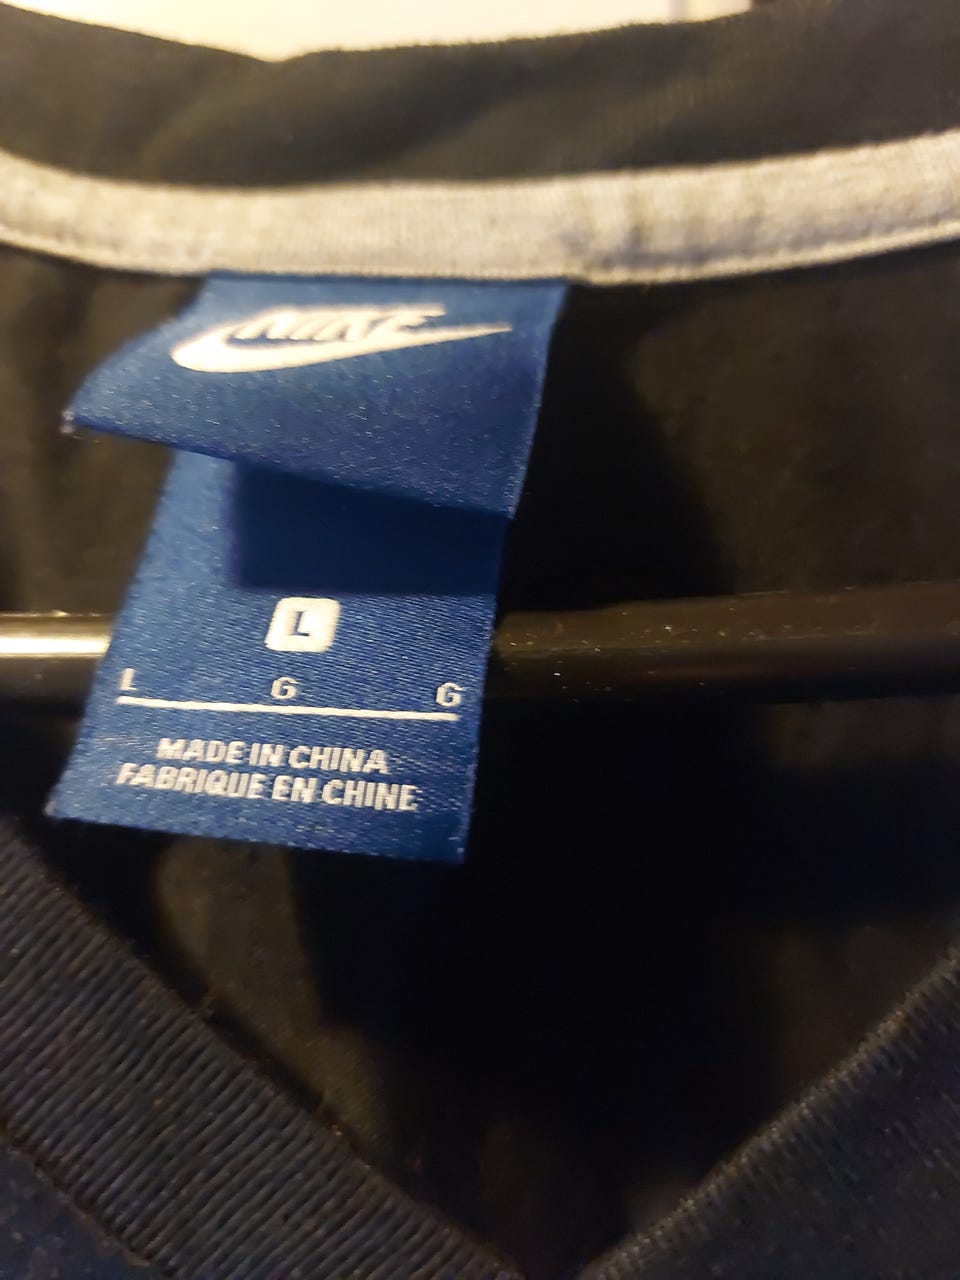 NIKE
L
L G G
MADE IN CHINA
FABRIQUE EN CHINE